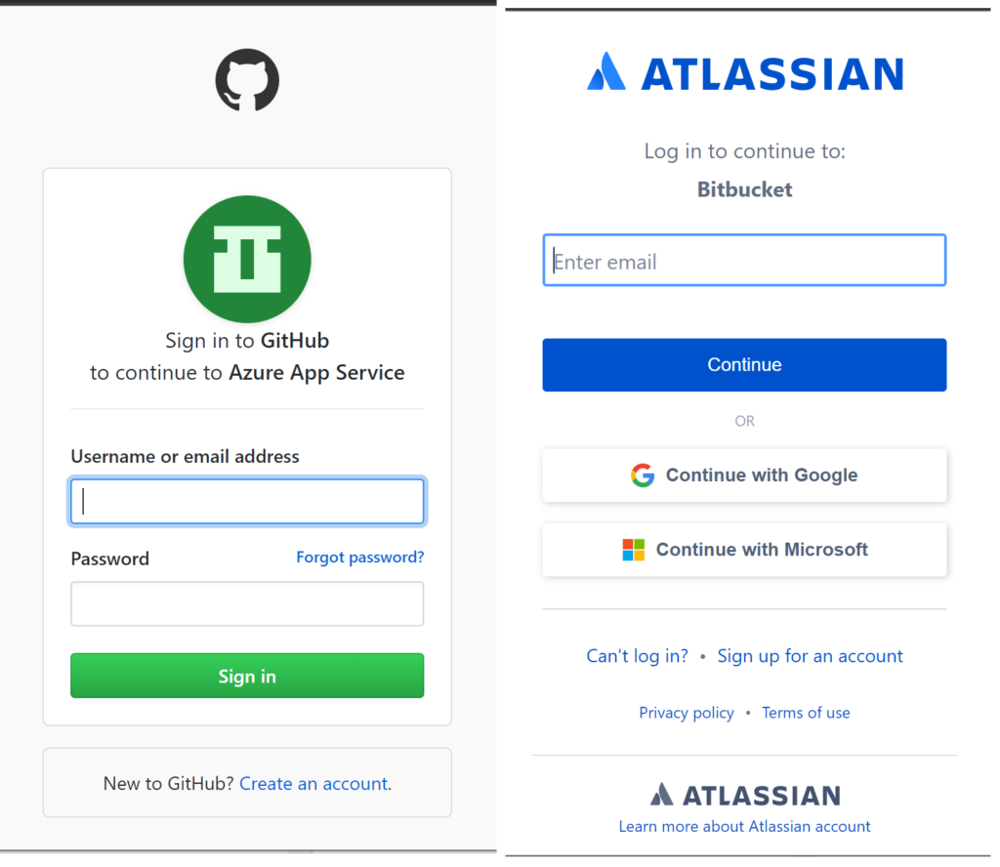 Sign in to GitHub
to continue to Azure App Service
Username or email address
Password
Forgot password?
Sign in
New to GitHub? Create an account.
ATLASSIAN
Log in to continue to:
Bitbucket
Enter email
Continue
OR
Continue with Google
Continue with Microsoft
Can't log in? • Sign up for an account
Privacy policy • Terms of use
ATLASSIAN
Learn more about Atlassian account